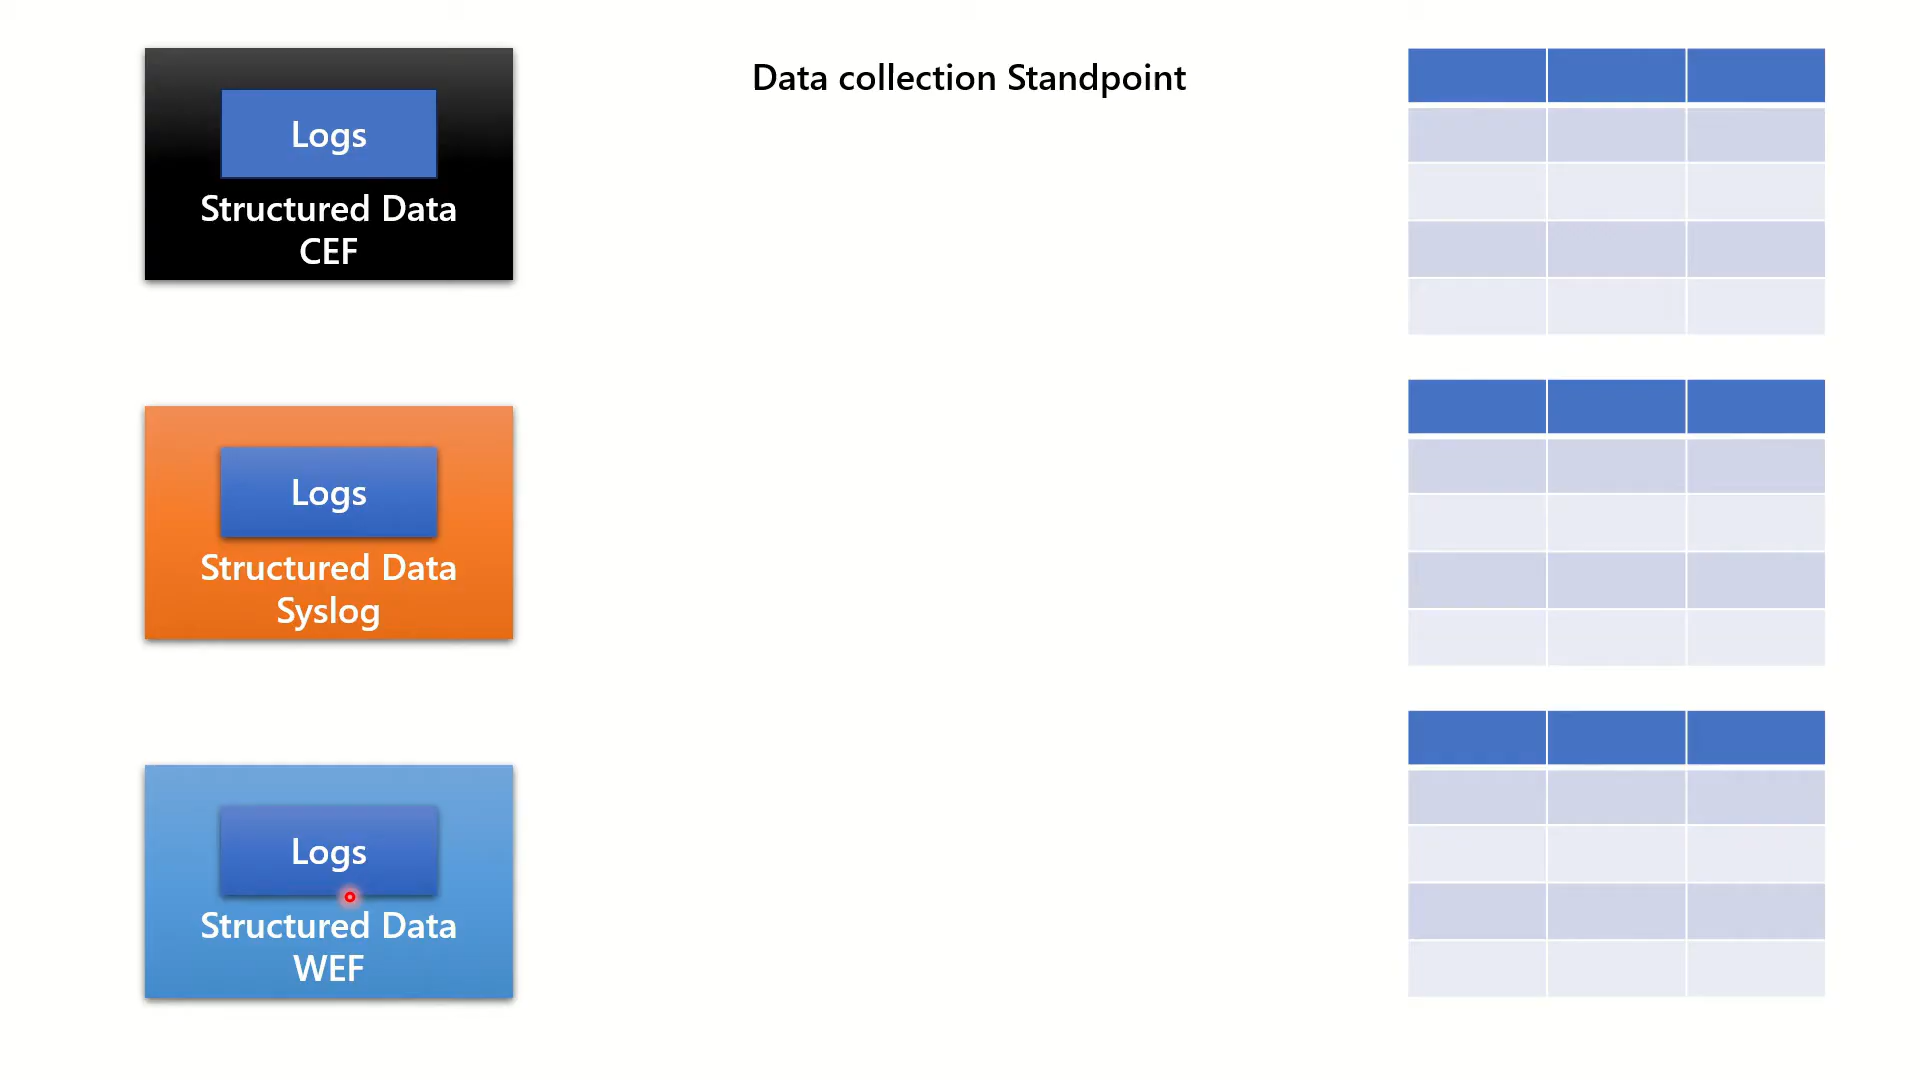 Data collection Standpoint
Logs
Structured Data
CEF
Logs
Structured Data
Syslog
Logs
Structured Data
WEF